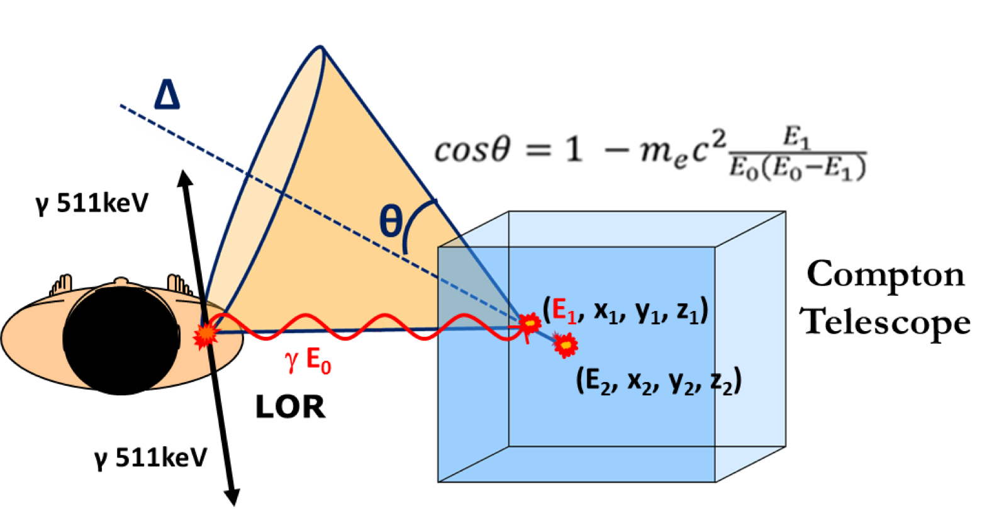 Δ
cosθ = 1 − mₑc² E₁/E₀(E₀−E₁)
γ 511keV
θ
Compton
Telescope
(E₁, x₁, y₁, z₁)
γ E₀
(E₂, x₂, y₂, z₂)
LOR
γ 511keV